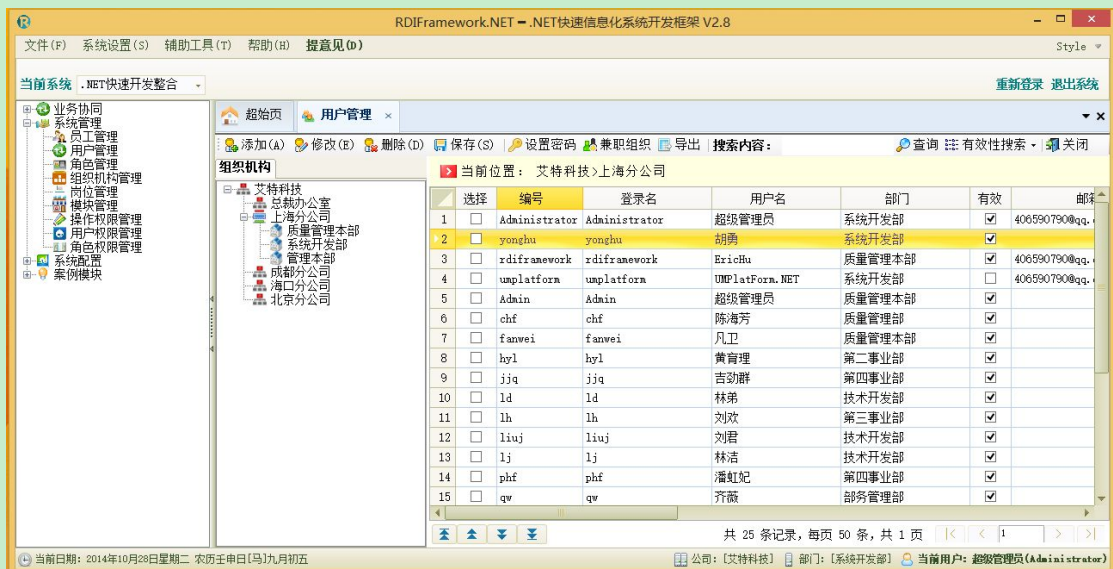 RDIFramework.NET━.NET快速信息化系统开发框架 V2.8
文件(F) 系统设置(S) 辅助工具(T) 帮助(H) 提意见(D) Style
当前系统 .NET快速开发整合 重新登录 退出系统
业务协同
系统管理
员工管理
用户管理
角色管理
组织机构管理
岗位管理
模块管理
操作权限管理
用户权限管理
角色权限管理
系统配置
案例模块
超始页 用户管理 ×
添加(A) 修改(E) 删除(D) 保存(S) 设置密码 兼职组织 导出 搜索内容: 查询 有效性搜索 关闭
组织机构
艾特科技
总裁办公室
上海分公司
质量管理本部
系统开发部
管理本部
成都分公司
海口分公司
北京分公司
当前位置: 艾特科技>上海分公司
选择 编号 登录名 用户名 部门 有效 邮箱
1 Administrator Administrator 超级管理员 系统开发部 406590790@qq.
2 yonghu yonghu 胡勇 系统开发部
3 rdiframework rdiframework EricHu 质量管理本部 406590790@qq.
4 umplatform umplatform UMPlatForm.NET 系统开发部 406590790@qq.
5 Admin Admin 超级管理员 质量管理本部
6 chf chf 陈海芳 质量管理部
7 fanwei fanwei 凡卫 质量管理本部
8 hyl hyl 黄育理 第二事业部
9 jjq jjq 吉劲群 第四事业部
10 ld ld 林弟 技术开发部
11 lh lh 刘欢 第三事业部
12 liuj liuj 刘君 技术开发部
13 lj lj 林洁 技术开发部
14 phf phf 潘虹妃 第四事业部
15 qw qw 齐薇 部务管理部
共 25 条记录，每页 50 条，共 1 页 1
当前日期: 2014年10月28日星期二 农历壬申日[马]九月初五 公司: [艾特科技] 部门: [系统开发部] 当前用户: 超级管理员(Administrator)